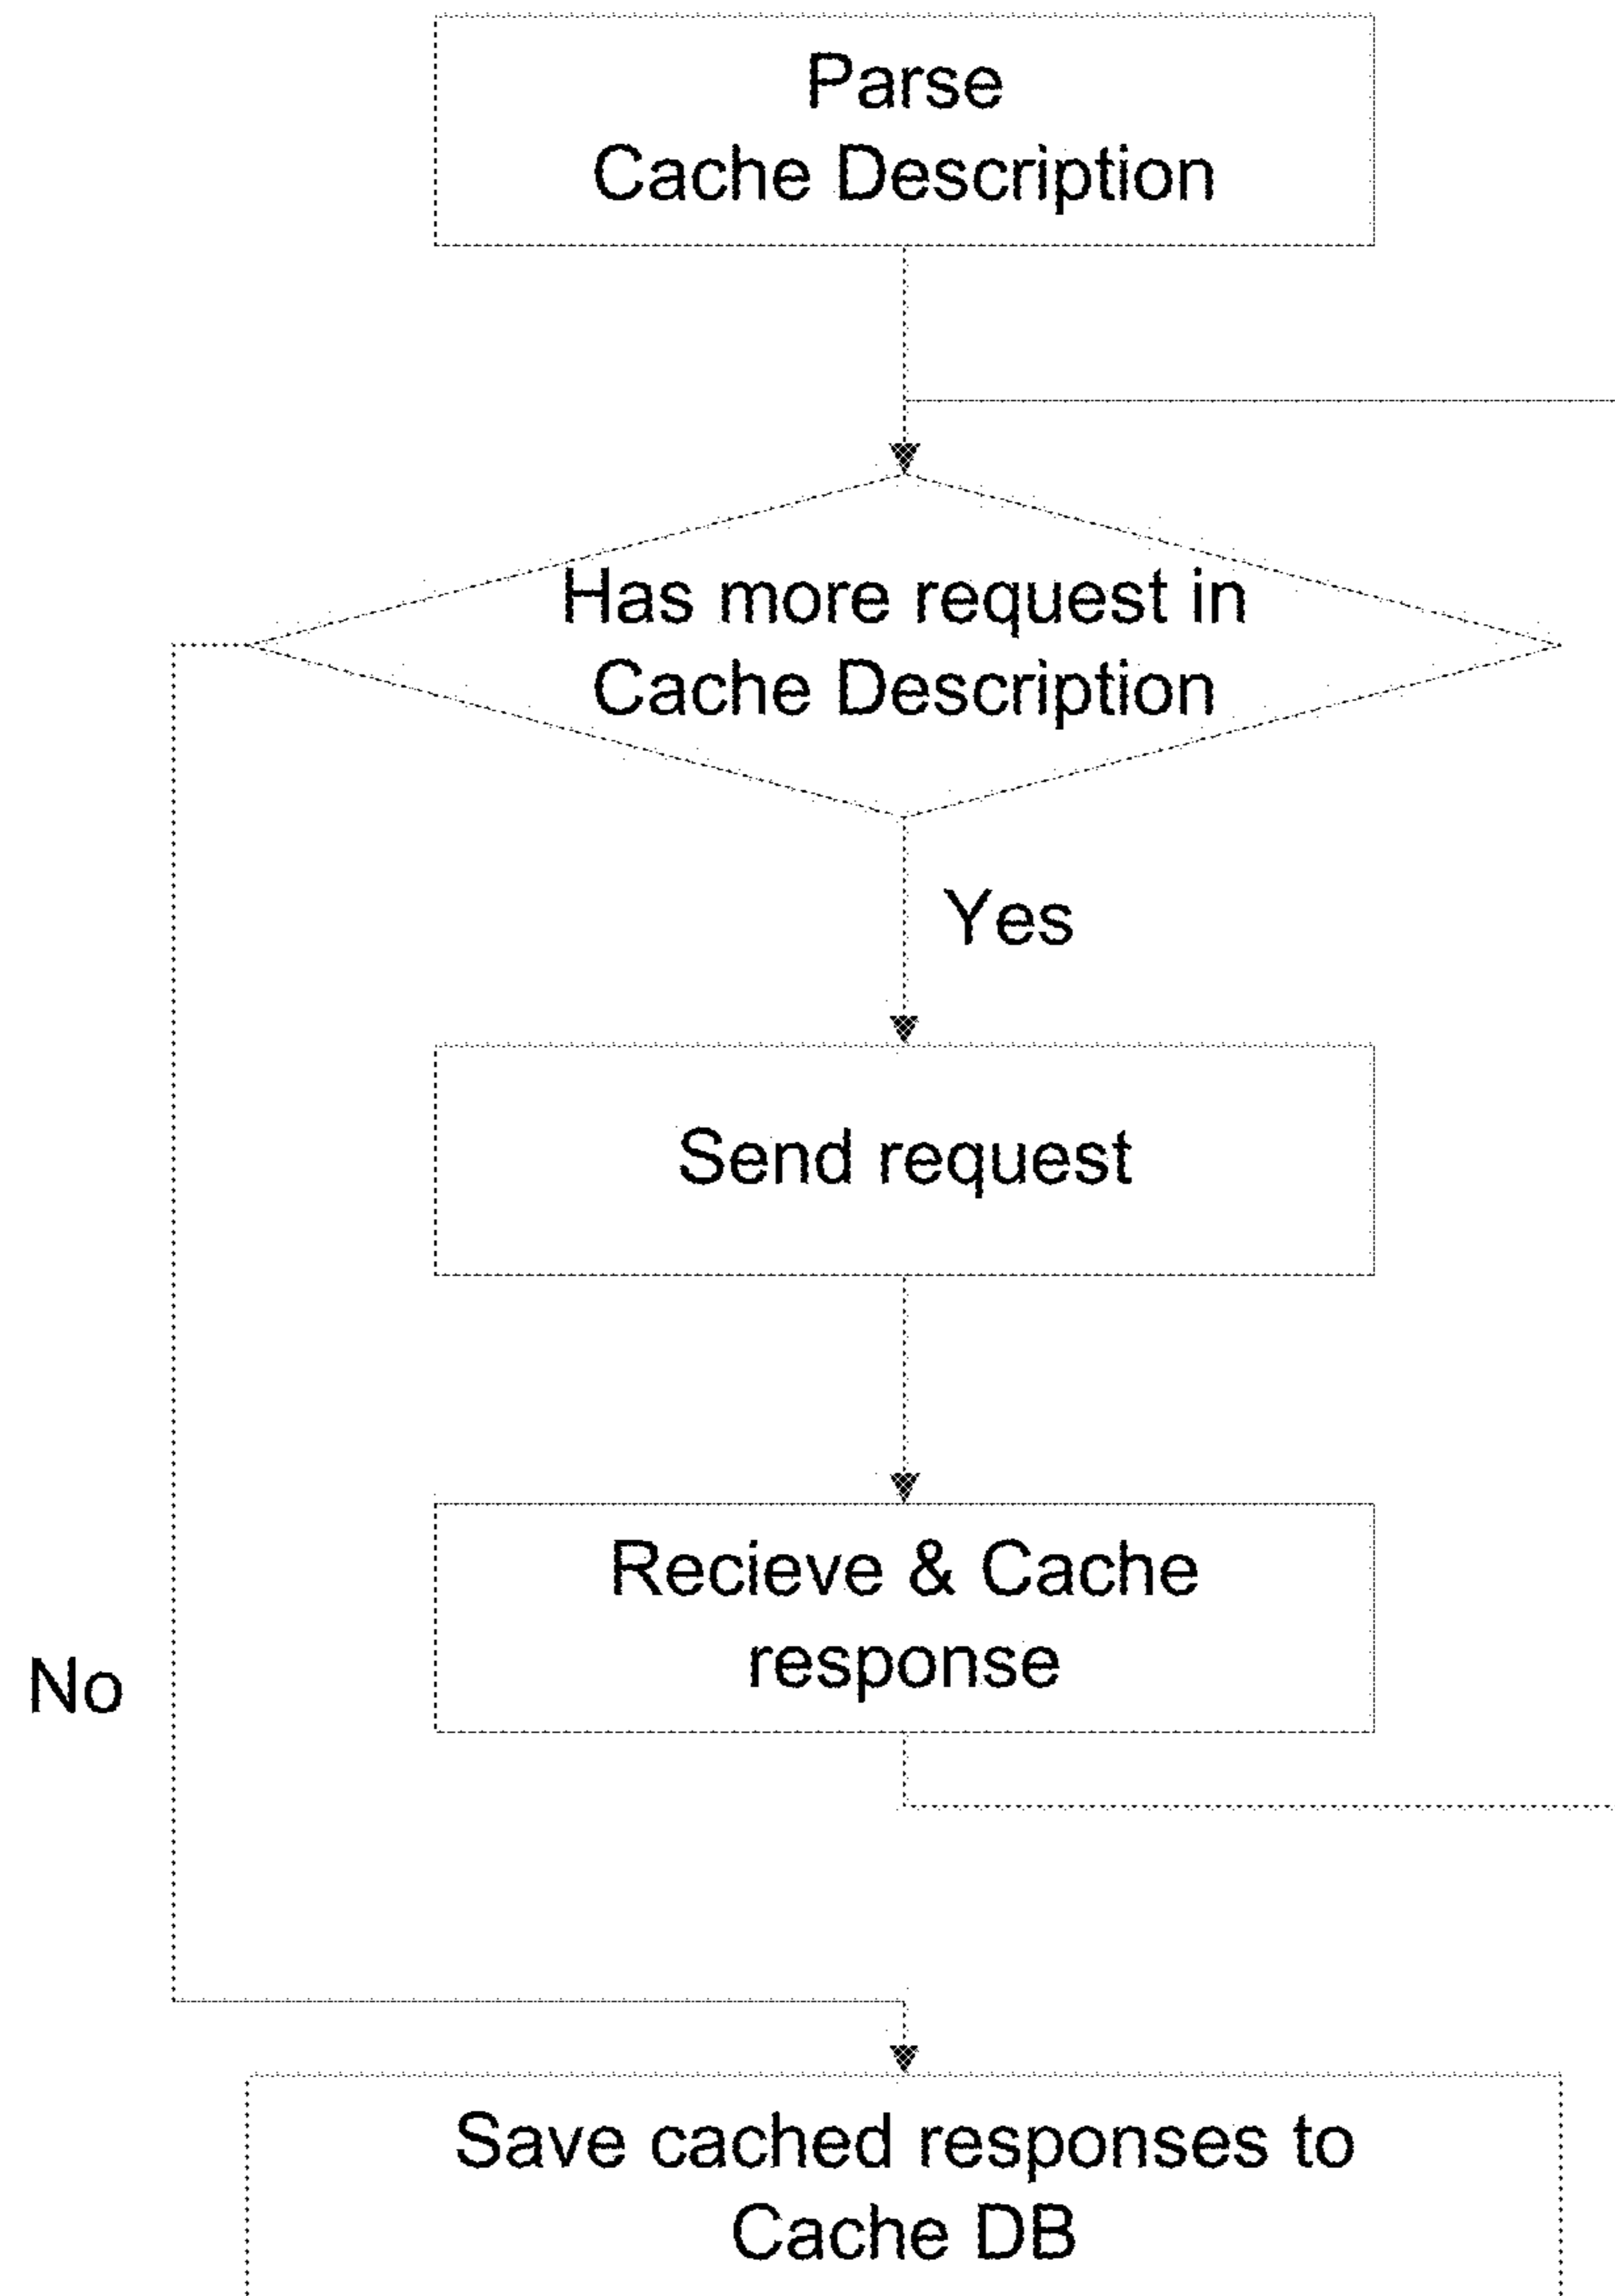 Parse
Cache Description
Has more request in
Cache Description
Yes
Send request
Recieve & Cache
response
No
Save cached responses to
Cache DB